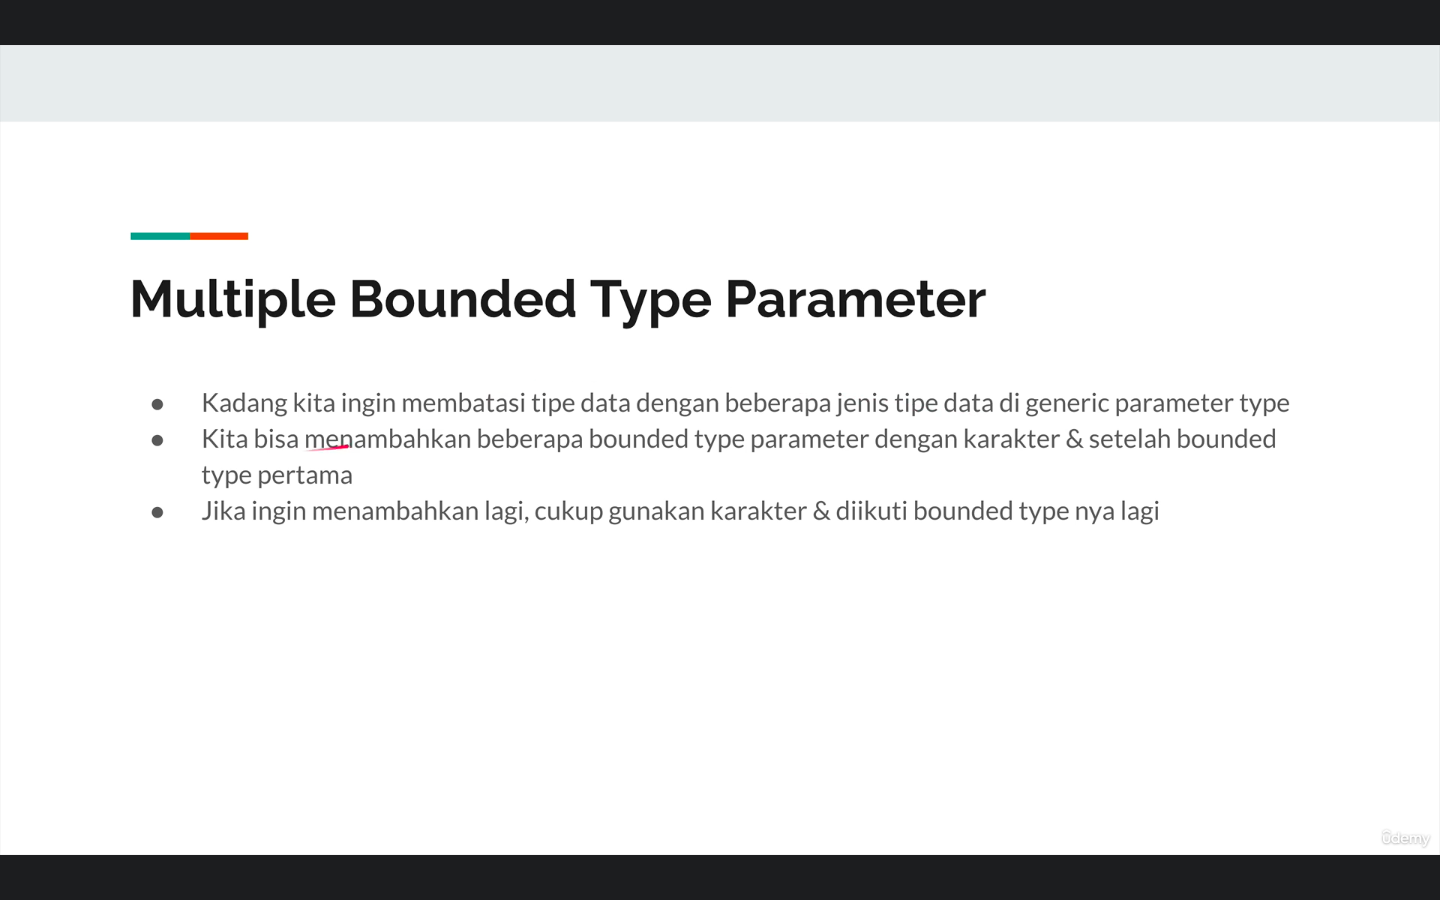 Multiple Bounded Type Parameter
● Kadang kita ingin membatasi tipe data dengan beberapa jenis tipe data di generic parameter type
● Kita bisa menambahkan beberapa bounded type parameter dengan karakter & setelah bounded
type pertama
● Jika ingin menambahkan lagi, cukup gunakan karakter & diikuti bounded type nya lagi
ûdemy